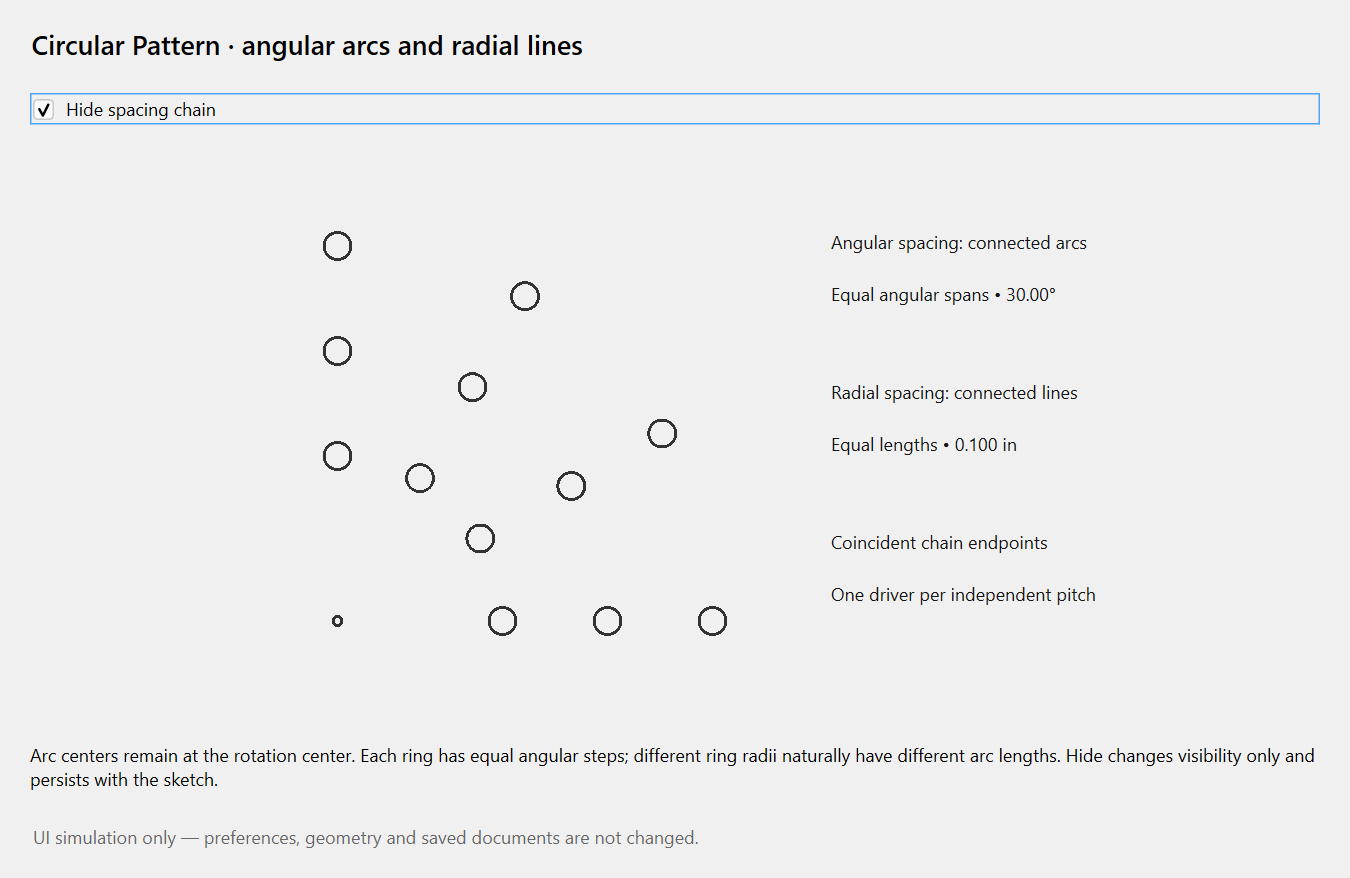 Circular Pattern · angular arcs and radial lines
Hide spacing chain
Angular spacing: connected arcs
Equal angular spans • 30.00°
Radial spacing: connected lines
Equal lengths • 0.100 in
Coincident chain endpoints
One driver per independent pitch
Arc centers remain at the rotation center. Each ring has equal angular steps; different ring radii naturally have different arc lengths. Hide changes visibility only and
persists with the sketch.
UI simulation only — preferences, geometry and saved documents are not changed.